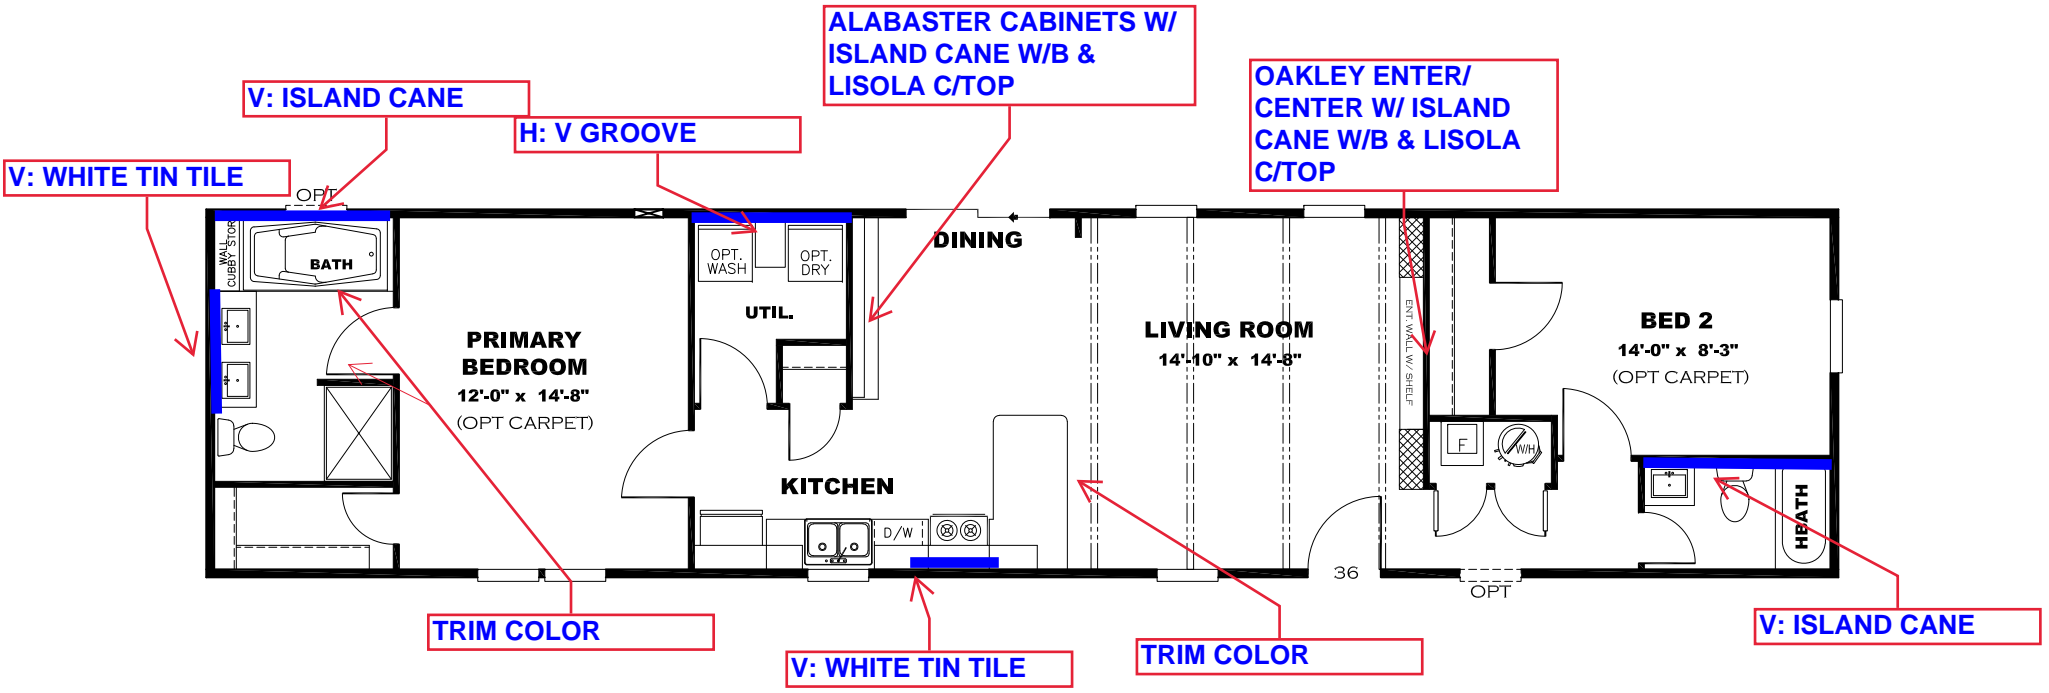 ALABASTER CABINETS W/
ISLAND CANE W/B &
LISOLA C/TOP
OAKLEY ENTER/
CENTER W/ ISLAND
CANE W/B & LISOLA
C/TOP
V: ISLAND CANE
H: V GROOVE
V: WHITE TIN TILE
OPT
WALL
CUBBY STOR
BATH
OPT.
WASH
OPT.
DRY
UTIL.
DINING
PRIMARY
BEDROOM
12'-0" x 14'-8"
(OPT CARPET)
LIVING ROOM
14'-10" x 14'-8"
ENT. WALL W/ SHELF
BED 2
14'-0" x 8'-3"
(OPT CARPET)
F
W/H
KITCHEN
D/W
HBATH
36
OPT
TRIM COLOR
V: WHITE TIN TILE
TRIM COLOR
V: ISLAND CANE